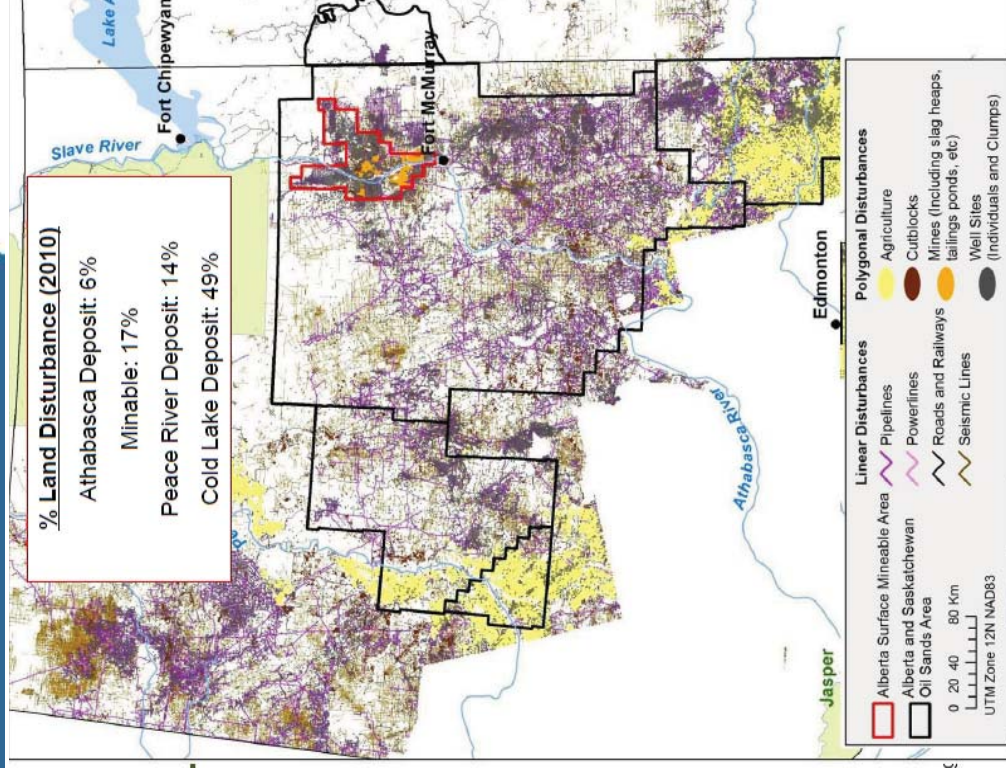 % Land Disturbance (2010)
Athabasca Deposit: 6%
Minable: 17%
Peace River Deposit: 14%
Cold Lake Deposit: 49%
Slave River
Fort Chipewyan
Fort McMurray
Edmonton
Athabasca River
Jasper
Alberta Surface Mineable Area
Alberta and Saskatchewan
Oil Sands Area
0 20 40 80 Km
UTM Zone 12N NAD83
Linear Disturbances
Pipelines
Powerlines
Roads and Railways
Seismic Lines
Polygonal Disturbances
Agriculture
Cutblocks
Mines (Including slag heaps,
tailings ponds, etc)
Well Sites
(Individuals and Clumps)